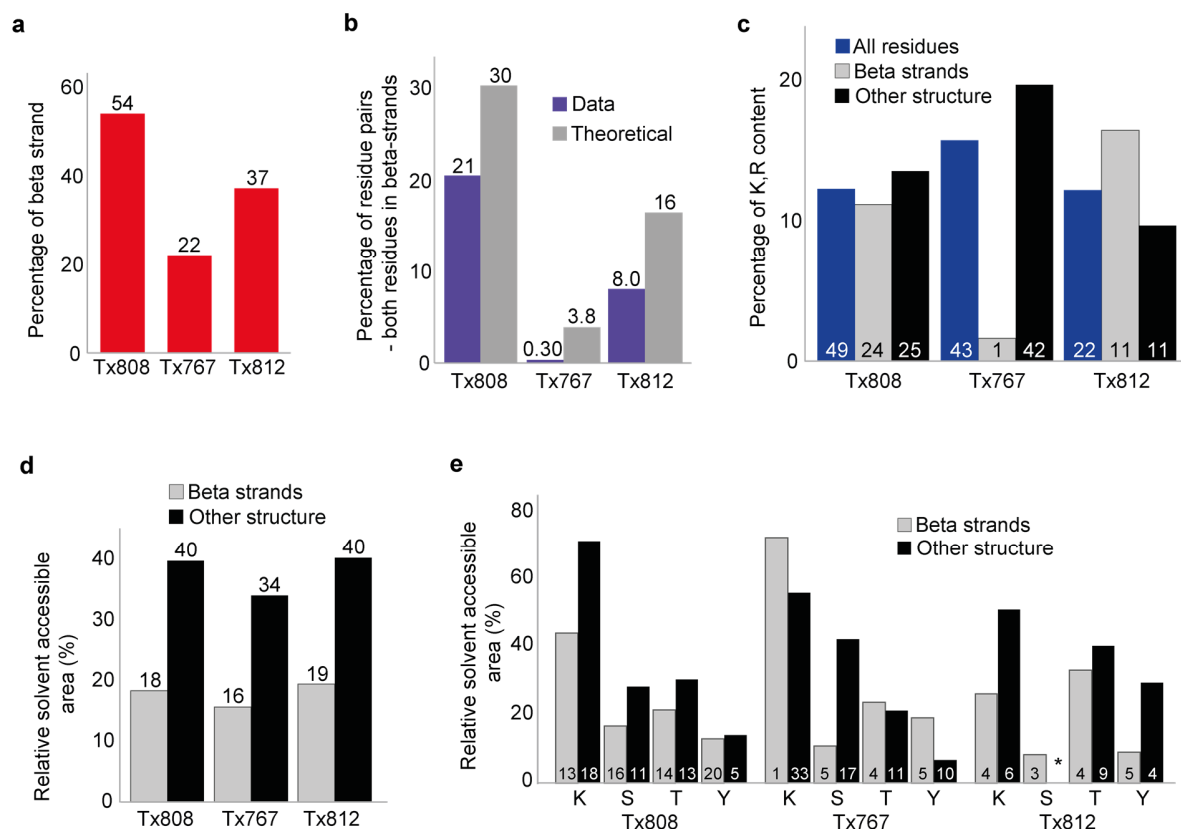 a
Percentage of beta strand
60
40
20
0
54
22
37
Tx808 Tx767 Tx812
b
Percentage of residue pairs
- both residues in beta-strands
30
20
10
0
Data
Theoretical
21
30
0.30
3.8
8.0
16
Tx808 Tx767 Tx812
c
Percentage of K,R content
20
10
0
All residues
Beta strands
Other structure
49 24 25 43 1 42 22 11 11
Tx808 Tx767 Tx812
d
Relative solvent accessible
area (%)
Beta strands
Other structure
40
30
20
10
0
18
40
16
34
19
40
Tx808 Tx767 Tx812
e
Relative solvent accessible
area (%)
80
60
40
20
0
Beta strands
Other structure
*
13 18 16 11 14 13 20 5 1 33 5 17 4 11 5 10 4 6 3 4 9 5 4
K S T Y K S T Y K S T Y
Tx808 Tx767 Tx812